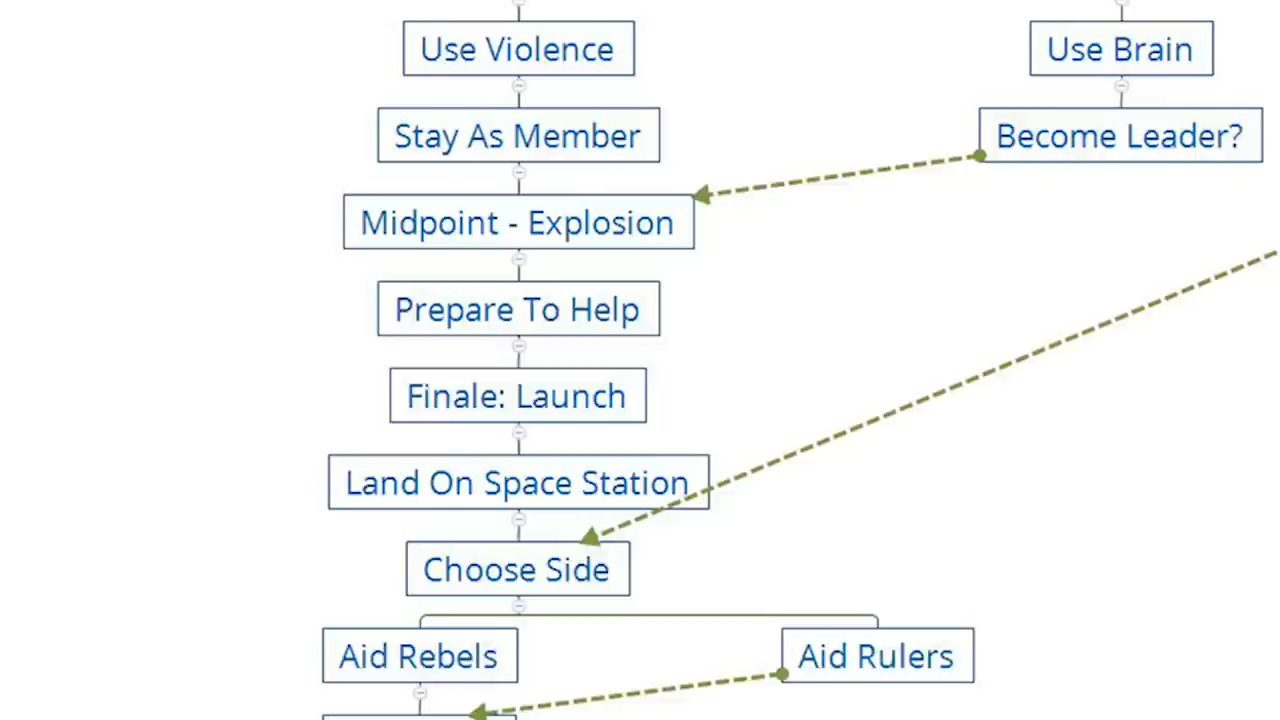 Use Violence
Use Brain
Stay As Member
Become Leader?
Midpoint - Explosion
Prepare To Help
Finale: Launch
Land On Space Station
Choose Side
Aid Rebels
Aid Rulers